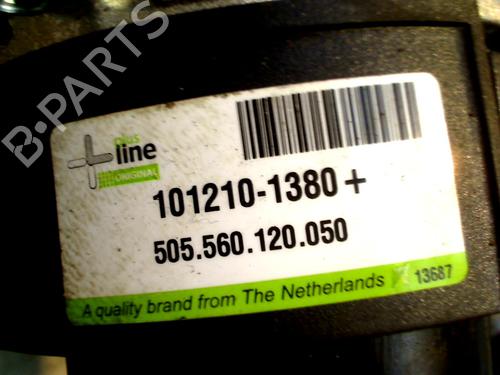 B-PARTS
plus
line
ORIGINAL
101210-1380+
505.560.120.050
A quality brand from The Netherlands
13687